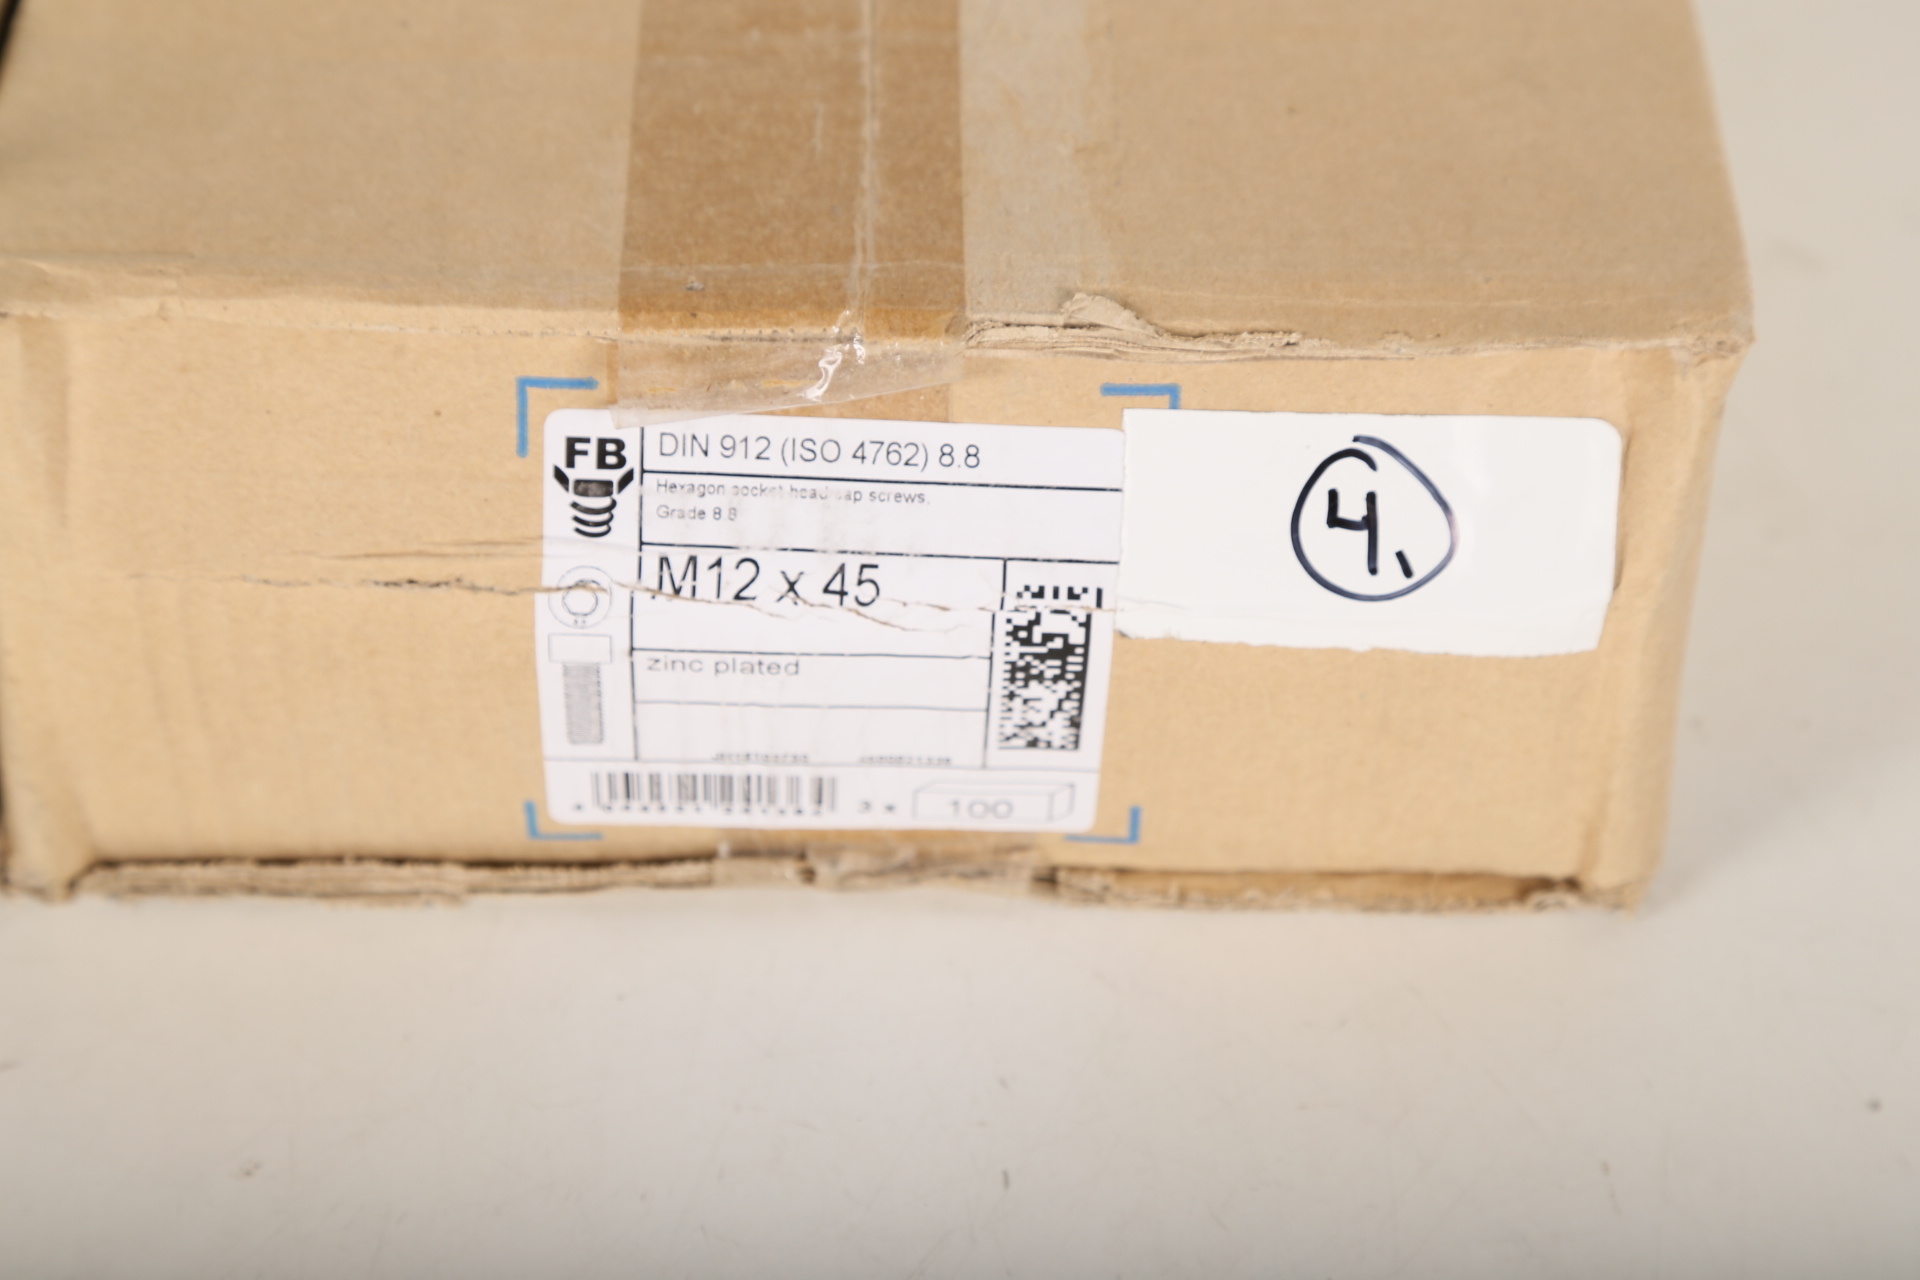 FB
DIN 912 (ISO 4762) 8.8
Hexagon socket head cap screws,
Grade 8.8
M12 x 45
zinc plated
3 x 100
4.